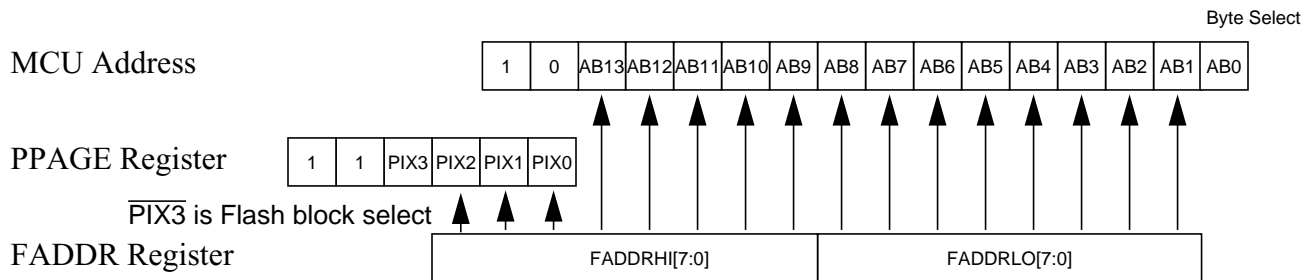 Byte Select
MCU Address 1 0 AB13 AB12 AB11 AB10 AB9 AB8 AB7 AB6 AB5 AB4 AB3 AB2 AB1 AB0
PPAGE Register 1 1 PIX3 PIX2 PIX1 PIX0
PIX3 is Flash block select
FADDR Register FADDRHI[7:0] FADDRLO[7:0]